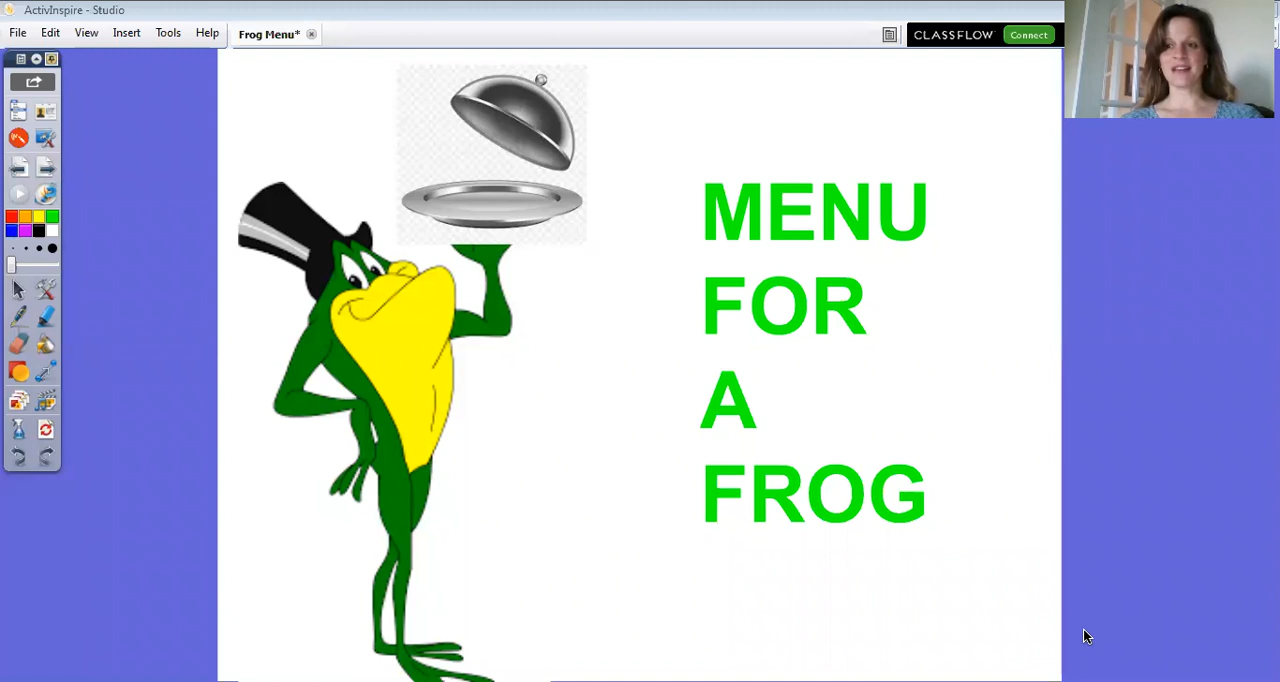 ActivInspire - Studio
File Edit View Insert Tools Help Frog Menu* CLASSFLOW Connect
MENU
FOR
A
FROG